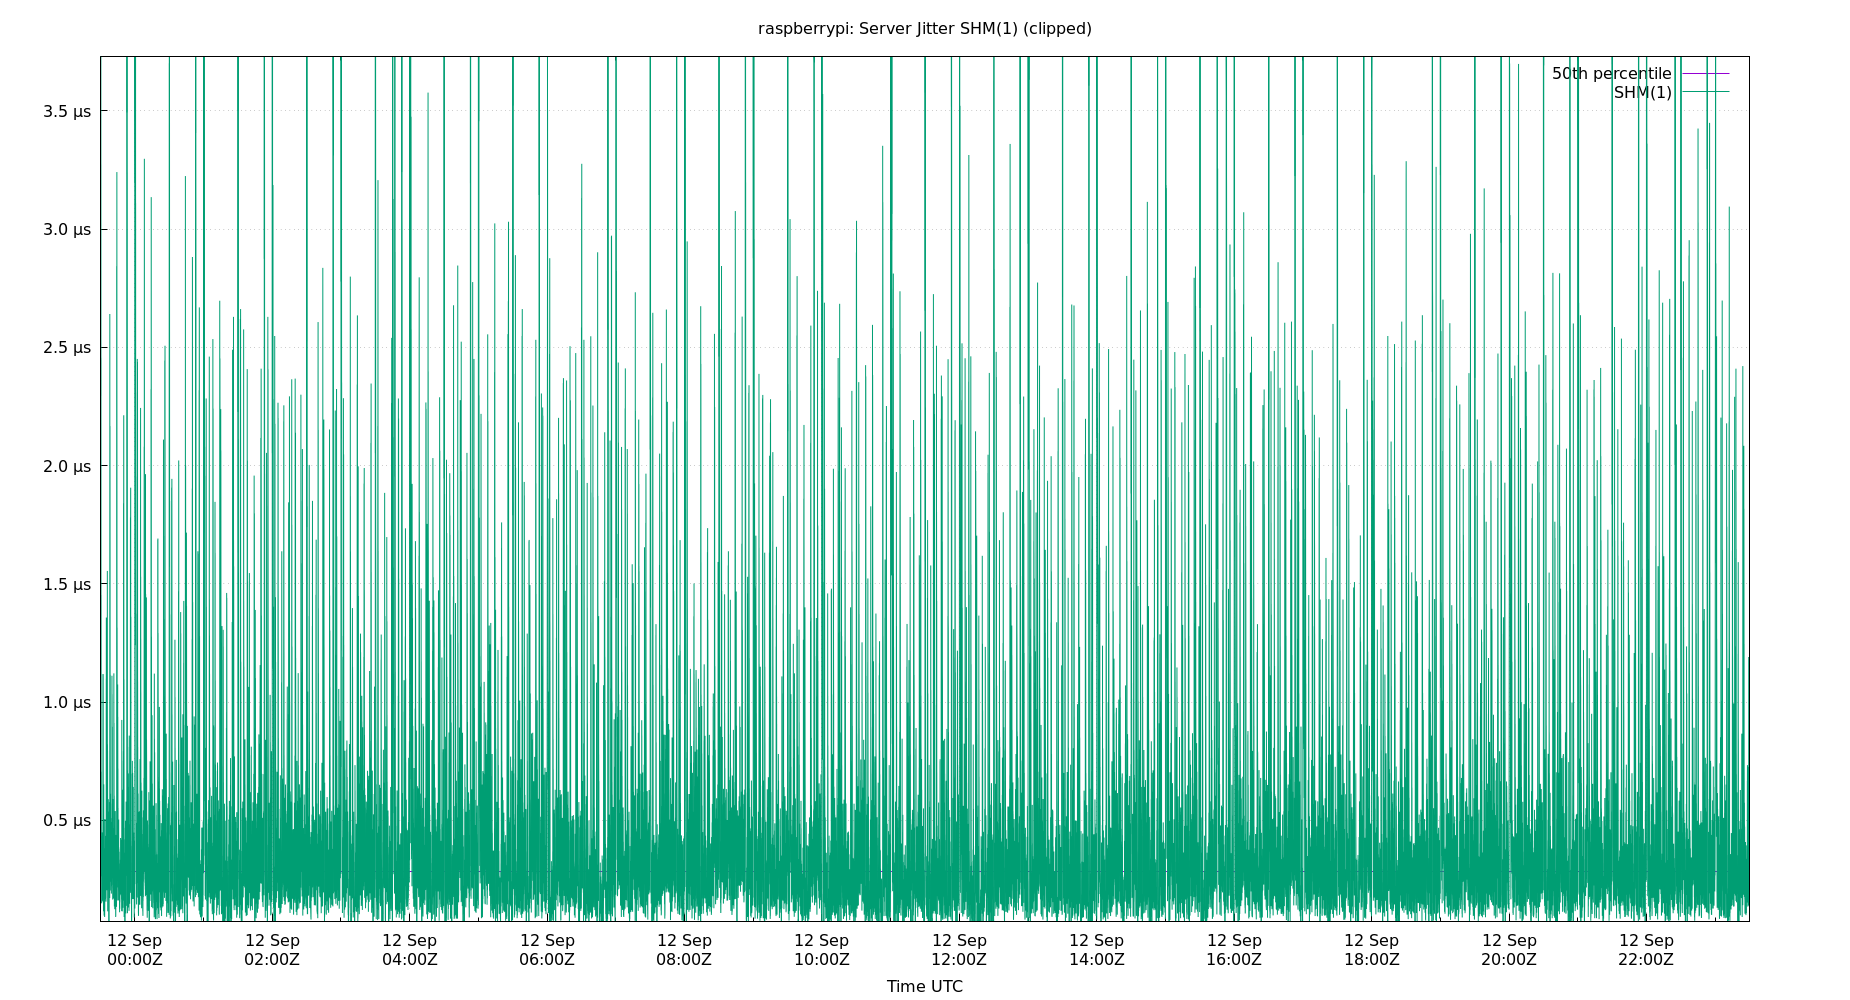 raspberrypi: Server Jitter SHM(1) (clipped)
50th percentile
SHM(1)
3.5 µs
3.0 µs
2.5 µs
2.0 µs
1.5 µs
1.0 µs
0.5 µs
12 Sep 12 Sep 12 Sep 12 Sep 12 Sep 12 Sep 12 Sep 12 Sep 12 Sep 12 Sep 12 Sep 12 Sep
00:00Z 02:00Z 04:00Z 06:00Z 08:00Z 10:00Z 12:00Z 14:00Z 16:00Z 18:00Z 20:00Z 22:00Z
Time UTC